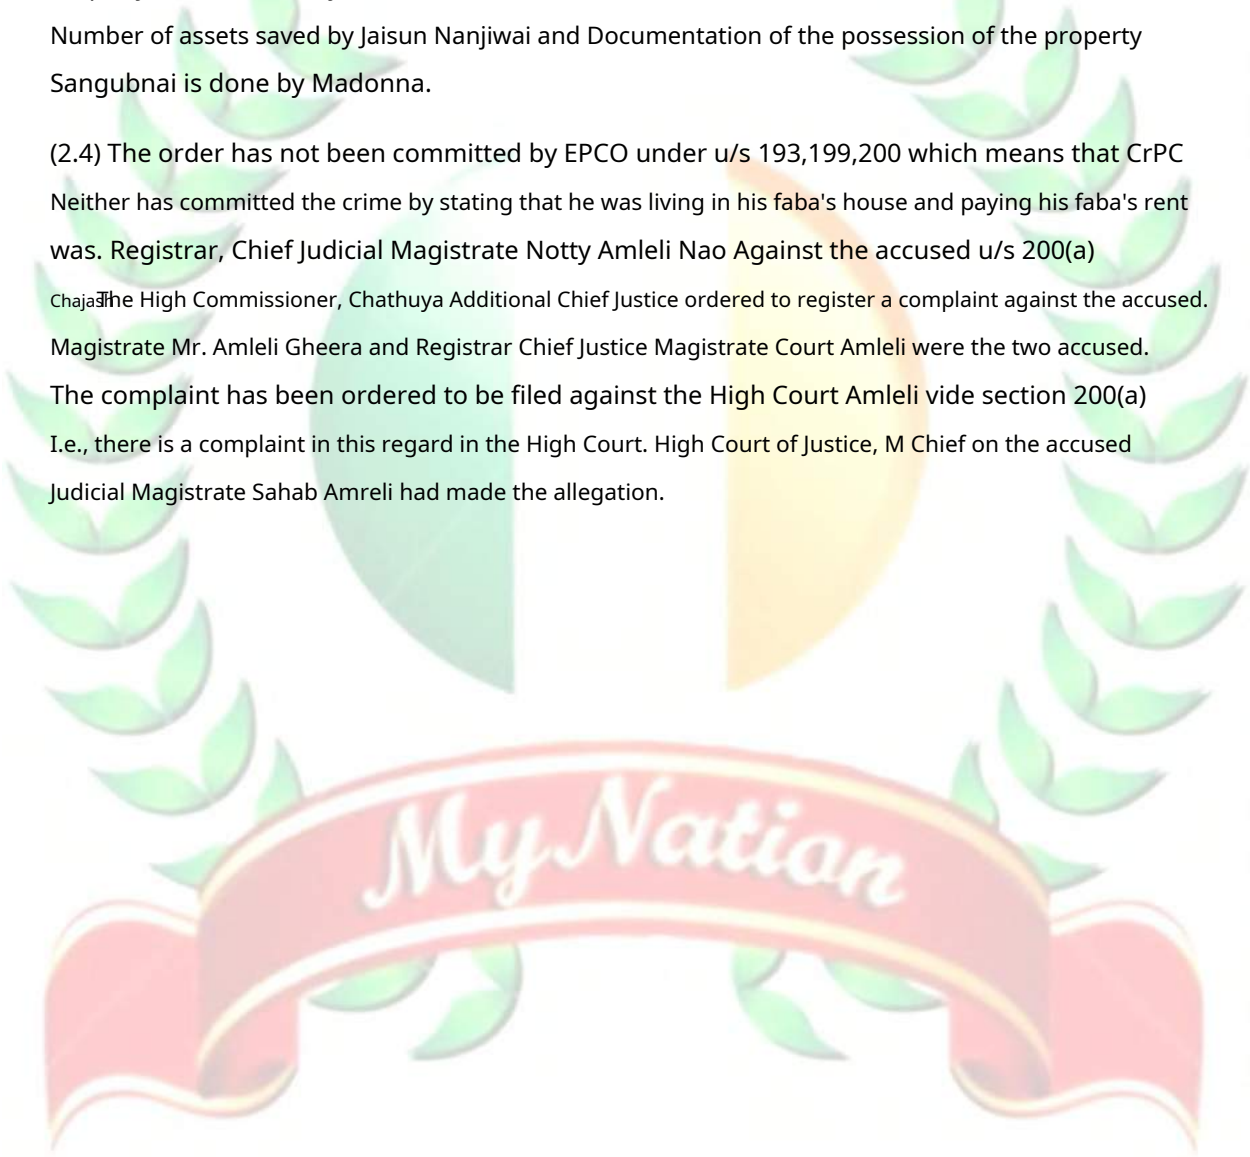 Number of assets saved by Jaisun Nanjiwai and Documentation of the possession of the property
Sangubnai is done by Madonna.
(2.4) The order has not been committed by EPCO under u/s 193,199,200 which means that CrPC
Neither has committed the crime by stating that he was living in his faba's house and paying his faba's rent
was. Registrar, Chief Judicial Magistrate Notty Amleli Nao Against the accused u/s 200(a)
The High Commissioner, Chathuya Additional Chief Justice ordered to register a complaint against the accused.
Magistrate Mr. Amleli Gheera and Registrar Chief Justice Magistrate Court Amleli were the two accused.
The complaint has been ordered to be filed against the High Court Amleli vide section 200(a)
I.e., there is a complaint in this regard in the High Court. High Court of Justice, M Chief on the accused
Judicial Magistrate Sahab Amreli had made the allegation.
My Nation